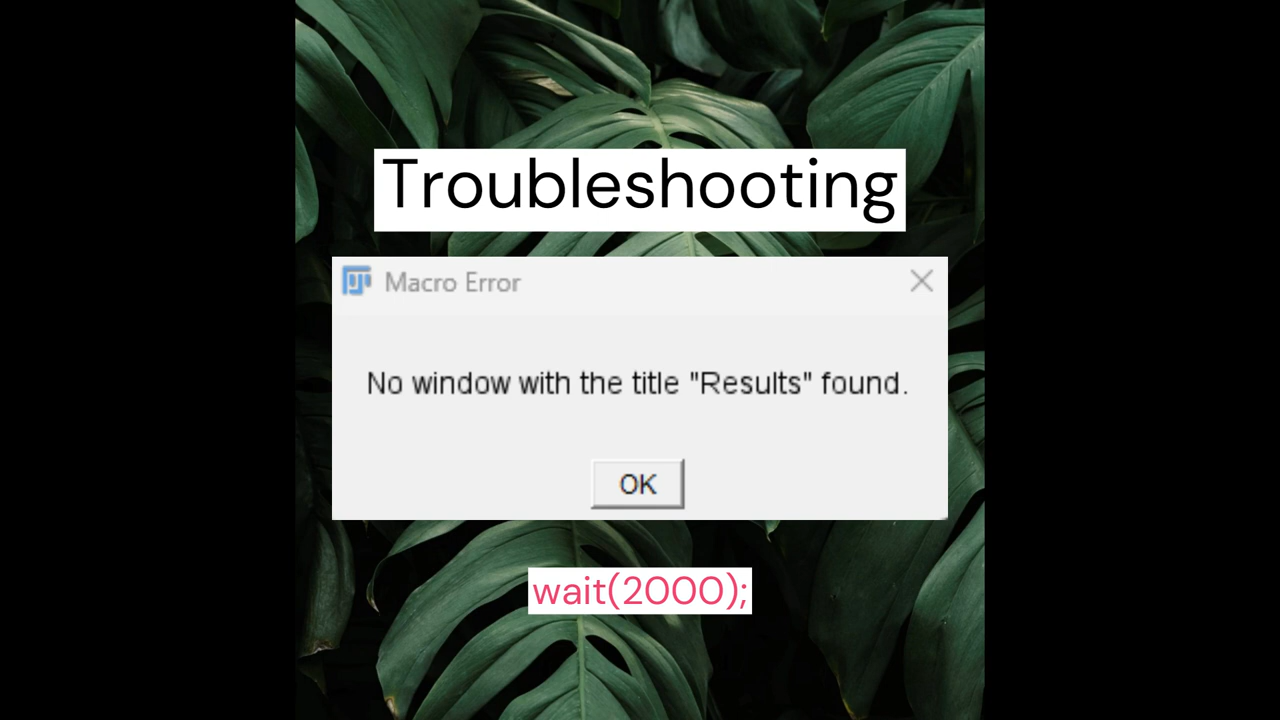 Troubleshooting
Macro Error
No window with the title "Results" found.
OK
wait(2000);